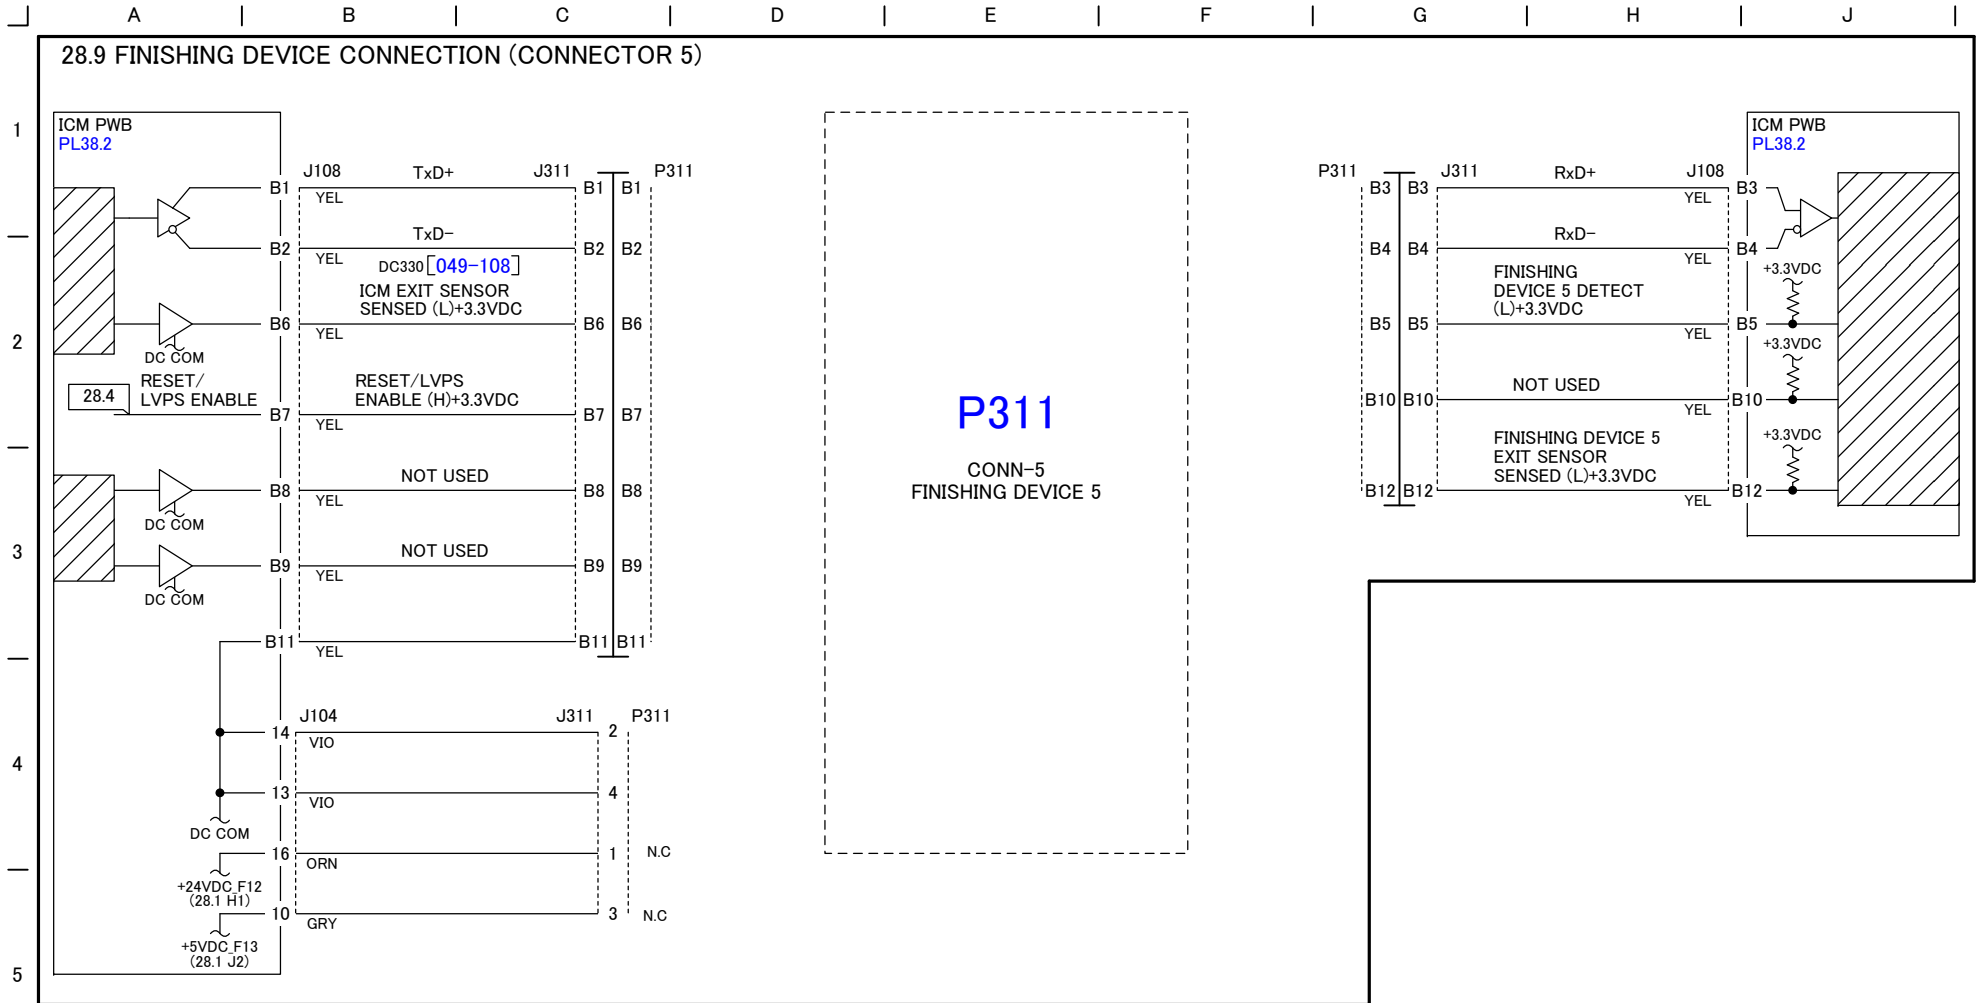 A B C D E F G H J
28.9 FINISHING DEVICE CONNECTION (CONNECTOR 5)
1
2
3
4
5
ICM PWB
PL38.2
J108
TxD+
J311
P311
B1
YEL
B1
B1
TxD−
B2
YEL
B2
B2
DC330 [049-108]
ICM EXIT SENSOR
SENSED (L)+3.3VDC
B6
YEL
B6
B6
DC COM
28.4
RESET/
LVPS ENABLE
RESET/LVPS
ENABLE (H)+3.3VDC
B7
YEL
B7
B7
NOT USED
B8
YEL
B8
B8
DC COM
NOT USED
B9
YEL
B9
B9
DC COM
B11
YEL
B11
B11
J104
J311
P311
14
VIO
2
13
VIO
4
DC COM
16
ORN
1
N.C
+24VDC_F12
(28.1 H1)
10
GRY
3
N.C
+5VDC_F13
(28.1 J2)
P311
CONN-5
FINISHING DEVICE 5
ICM PWB
PL38.2
P311
J311
RxD+
J108
B3
B3
YEL
B3
RxD−
B4
B4
YEL
B4
+3.3VDC
FINISHING
DEVICE 5 DETECT
(L)+3.3VDC
B5
B5
YEL
B5
+3.3VDC
NOT USED
B10
B10
YEL
B10
+3.3VDC
FINISHING DEVICE 5
EXIT SENSOR
SENSED (L)+3.3VDC
B12
B12
YEL
B12